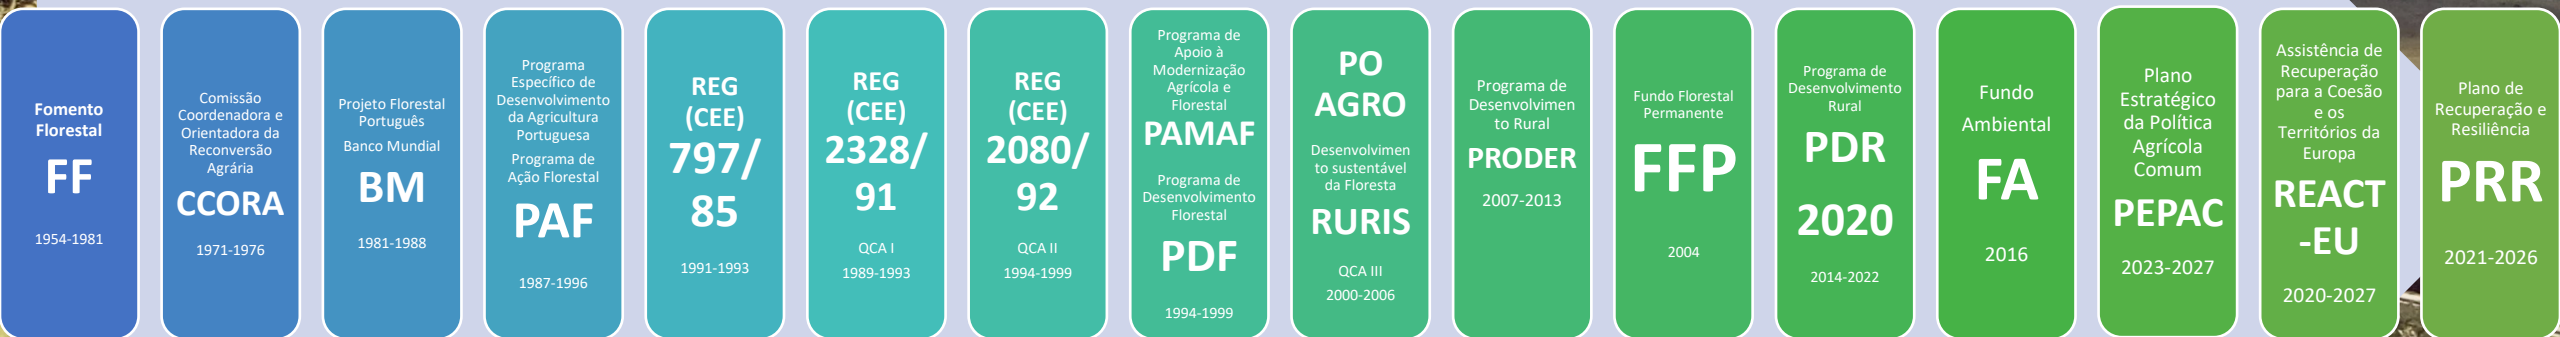 Fomento
Florestal
FF
1954-1981
Comissão
Coordenadora e
Orientadora da
Reconversão
Agrária
CCORA
1971-1976
Projeto Florestal
Português
Banco Mundial
BM
1981-1988
Programa
Específico de
Desenvolvimento
da Agricultura
Portuguesa
Programa de
Ação Florestal
PAF
1987-1996
REG
(CEE)
797/
85
1991-1993
REG
(CEE)
2328/
91
QCA I
1989-1993
REG
(CEE)
2080/
92
QCA II
1994-1999
Programa de
Apoio à
Modernização
Agrícola e
Florestal
PAMAF
Programa de
Desenvolvimento
Florestal
PDF
1994-1999
PO
AGRO
Desenvolvimen
to sustentável
da Floresta
RURIS
QCA III
2000-2006
Programa de
Desenvolvimen
to Rural
PRODER
2007-2013
Fundo Florestal
Permanente
FFP
2004
Programa de
Desenvolvimento
Rural
PDR
2020
2014-2022
Fundo
Ambiental
FA
2016
Plano
Estratégico
da Política
Agrícola
Comum
PEPAC
2023-2027
Assistência de
Recuperação
para a Coesão
e os
Territórios da
Europa
REACT
-EU
2020-2027
Plano de
Recuperação e
Resiliência
PRR
2021-2026